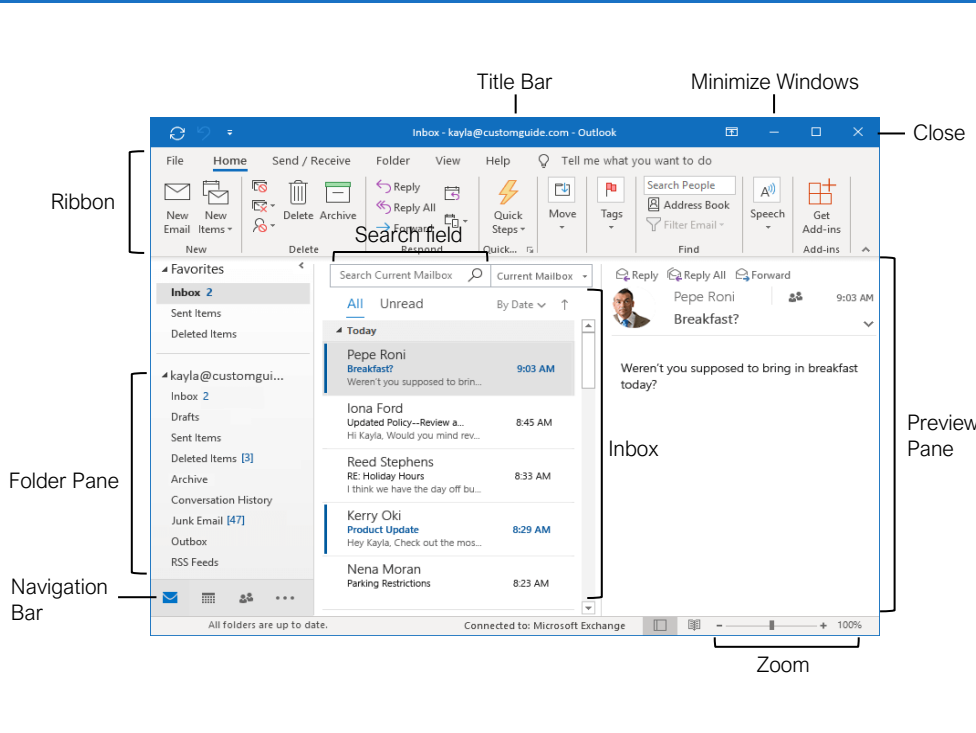 Title Bar
Minimize Windows
Inbox - kayla@customguide.com - Outlook
Close
File Home Send / Receive Folder View Help Tell me what you want to do
Ribbon
New Email
New Items
Delete
Archive
Reply
Reply All
Forward
Quick Steps
Move
Tags
Search People
Address Book
Filter Email
Speech
Get Add-ins
New
Delete
Respond
Quick...
Find
Add-ins
Search field
Favorites
Inbox 2
Sent Items
Deleted Items
kayla@customgui...
Inbox 2
Drafts
Sent Items
Deleted Items [3]
Archive
Conversation History
Junk Email [47]
Outbox
RSS Feeds
Folder Pane
Navigation
Bar
Search Current Mailbox
Current Mailbox
All Unread By Date
Today
Pepe Roni
Breakfast? 9:03 AM
Weren't you supposed to brin...
Iona Ford
Updated Policy--Review a... 8:45 AM
Hi Kayla, Would you mind rev...
Reed Stephens
RE: Holiday Hours 8:33 AM
I think we have the day off bu...
Kerry Oki
Product Update 8:29 AM
Hey Kayla, Check out the mos...
Nena Moran
Parking Restrictions 8:23 AM
Inbox
Reply Reply All Forward
Pepe Roni 9:03 AM
Breakfast?
Weren't you supposed to bring in breakfast
today?
Preview
Pane
All folders are up to date. Connected to: Microsoft Exchange 100%
Zoom